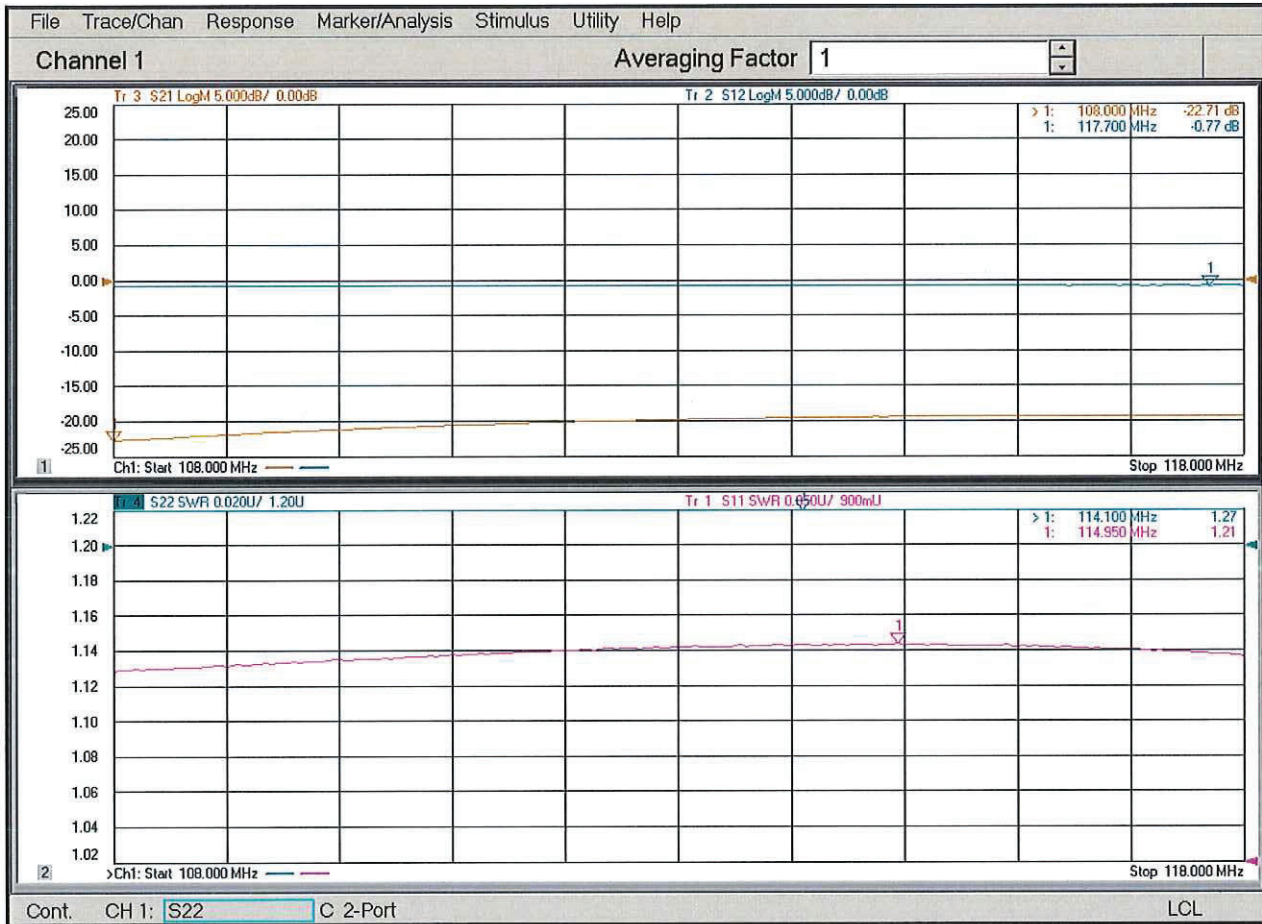 File Trace/Chan Response Marker/Analysis Stimulus Utility Help
Channel 1 Averaging Factor 1
Tr 3 S21 LogM 5.000dB/ 0.00dB Tr 2 S12 LogM 5.000dB/ 0.00dB
> 1: 108.000 MHz -22.71 dB
1: 117.700 MHz -0.77 dB
25.00
20.00
15.00
10.00
5.00
0.00
-5.00
-10.00
-15.00
-20.00
-25.00
1
1
1 Ch1: Start 108.000 MHz Stop 118.000 MHz
Tr 4 S22 SWR 0.020U/ 1.20U Tr 1 S11 SWR 0.050U/ 900mU
> 1: 114.100 MHz 1.27
1: 114.950 MHz 1.21
1.22
1.20
1.18
1.16
1.14
1.12
1.10
1.08
1.06
1.04
1.02
1
2 >Ch1: Start 108.000 MHz Stop 118.000 MHz
Cont. CH 1: S22 C 2-Port LCL